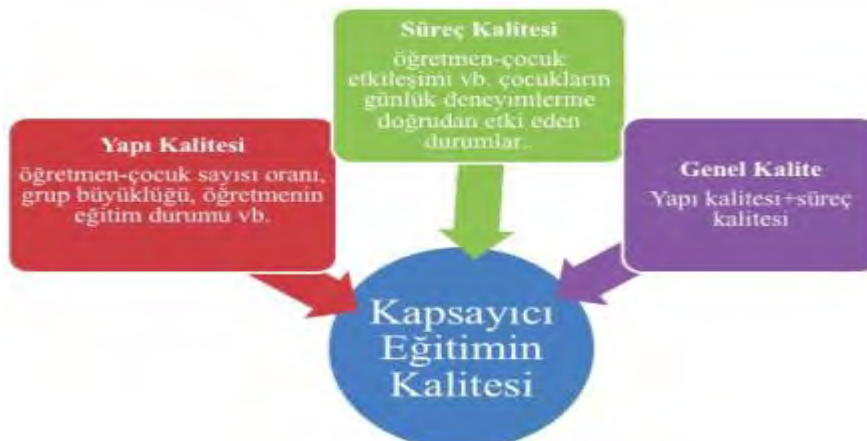 Yapı Kalitesi
öğretmen-çocuk sayısı oranı,
grup büyüklüğü, öğretmenin
eğitim durumu vb.
Süreç Kalitesi
öğretmen-çocuk
etkileşimi vb. çocukların
günlük deneyimlerine
doğrudan etki eden
durumlar..
Genel Kalite
Yapı kalitesi+süreç
kalitesi
Kapsayıcı
Eğitimin
Kalitesi